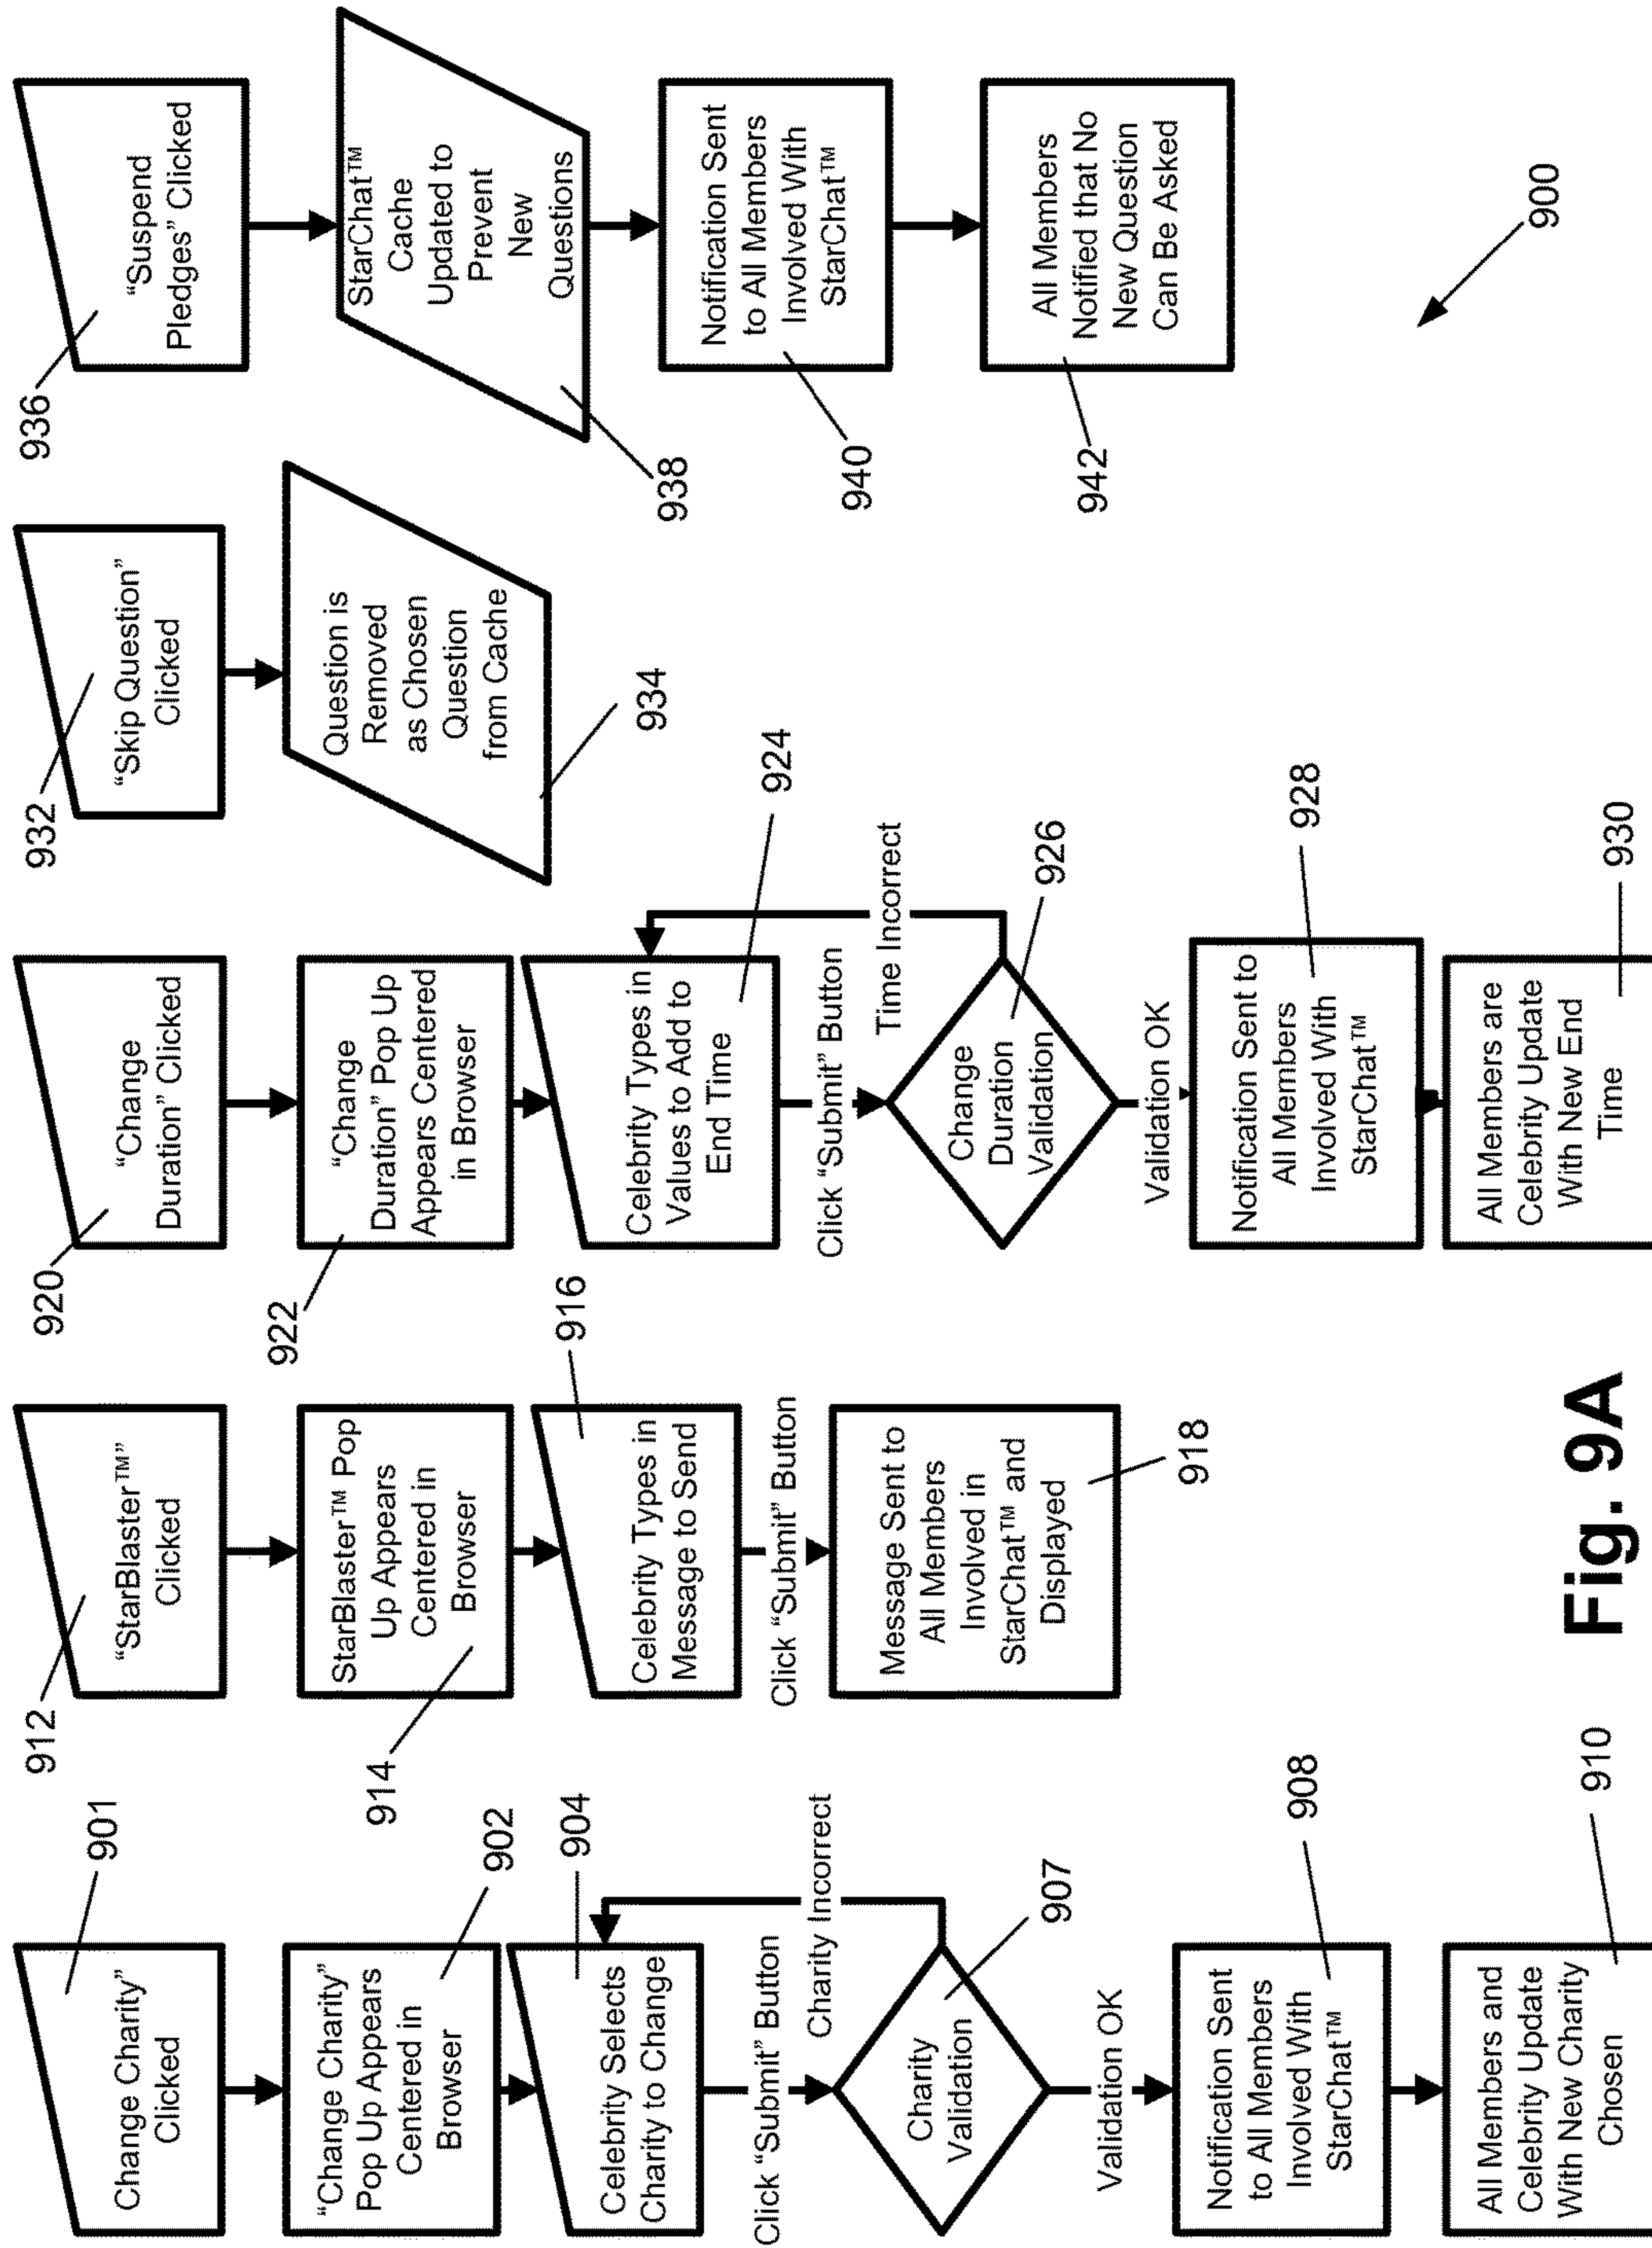 901
Change Charity”
Clicked
902
“Change Charity”
Pop Up Appears
Centered in
Browser
904
Celebrity Selects
Charity to Change
Click “Submit” Button
Charity Incorrect
Charity
Validation
907
Validation OK
Notification Sent
to All Members
Involved With
StarChat™
908
All Members and
Celebrity Update
With New Charity
Chosen
910
912
“StarBlaster™”
Clicked
StarBlaster™ Pop
Up Appears
Centered in
Browser
914
916
Celebrity Types in
Message to Send
Click “Submit” Button
Message Sent to
All Members
Involved in
StarChat™ and
Displayed
918
920
“Change
Duration” Clicked
922
“Change
Duration” Pop Up
Appears Centered
in Browser
Celebrity Types in
Values to Add to
End Time
924
Click “Submit” Button
Time Incorrect
Change
Duration
Validation
926
Validation OK
Notification Sent to
All Members
Involved With
StarChat™
928
All Members are
Celebrity Update
With New End
Time
930
932
“Skip Question”
Clicked
Question is
Removed
as Chosen
Question
from Cache
934
936
“Suspend
Pledges” Clicked
StarChat™
Cache
Updated to
Prevent
New
Questions
938
Notification Sent
to All Members
Involved With
StarChat™
940
All Members
Notified that No
New Question
Can Be Asked
942
900
Fig. 9A